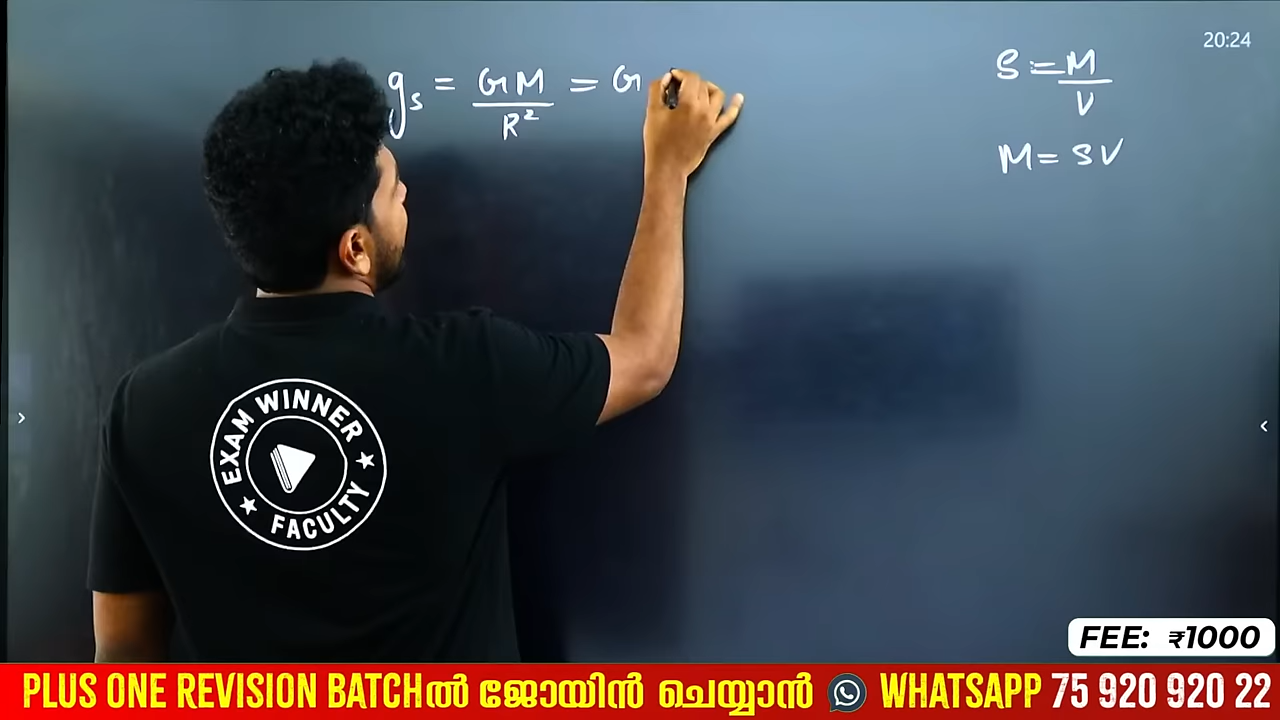 20:24
g_s = GM/R² = G
S = M/V
M = SV
EXAM WINNER
FACULTY
FEE: ₹1000
PLUS ONE REVISION BATCHൽ ജോയിൻ ചെയ്യാൻ WHATSAPP 75 920 920 22